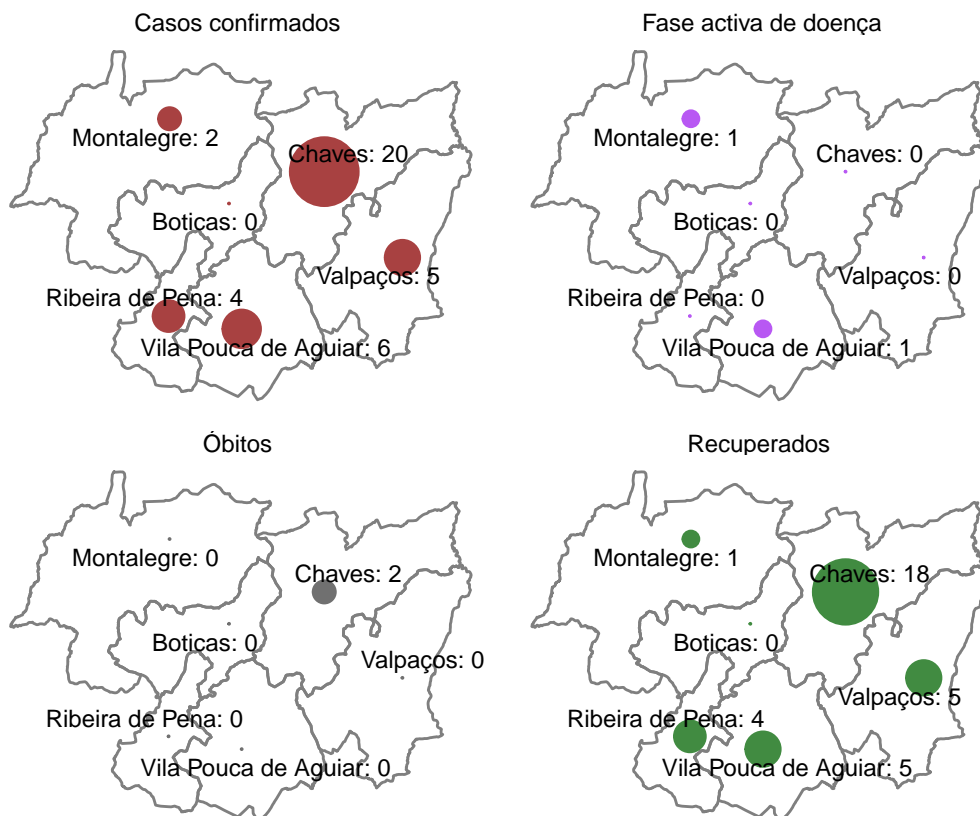 Casos confirmados
Montalegre: 2
Chaves: 20
Boticas: 0
Valpaços: 5
Ribeira de Pena: 4
Vila Pouca de Aguiar: 6
Fase activa de doença
Montalegre: 1
Chaves: 0
Boticas: 0
Valpaços: 0
Ribeira de Pena: 0
Vila Pouca de Aguiar: 1
Óbitos
Montalegre: 0
Chaves: 2
Boticas: 0
Valpaços: 0
Ribeira de Pena: 0
Vila Pouca de Aguiar: 0
Recuperados
Montalegre: 1
Chaves: 18
Boticas: 0
Valpaços: 5
Ribeira de Pena: 4
Vila Pouca de Aguiar: 5